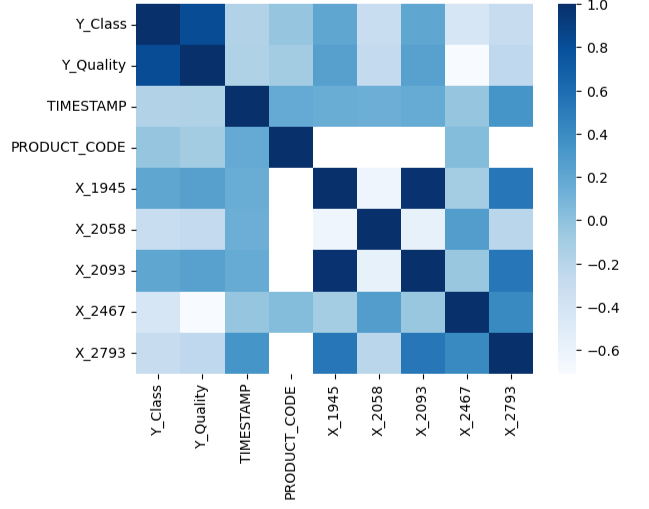 Y_Class
Y_Quality
TIMESTAMP
PRODUCT_CODE
X_1945
X_2058
X_2093
X_2467
X_2793
Y_Class
Y_Quality
TIMESTAMP
PRODUCT_CODE
X_1945
X_2058
X_2093
X_2467
X_2793
1.0
0.8
0.6
0.4
0.2
0.0
−0.2
−0.4
−0.6